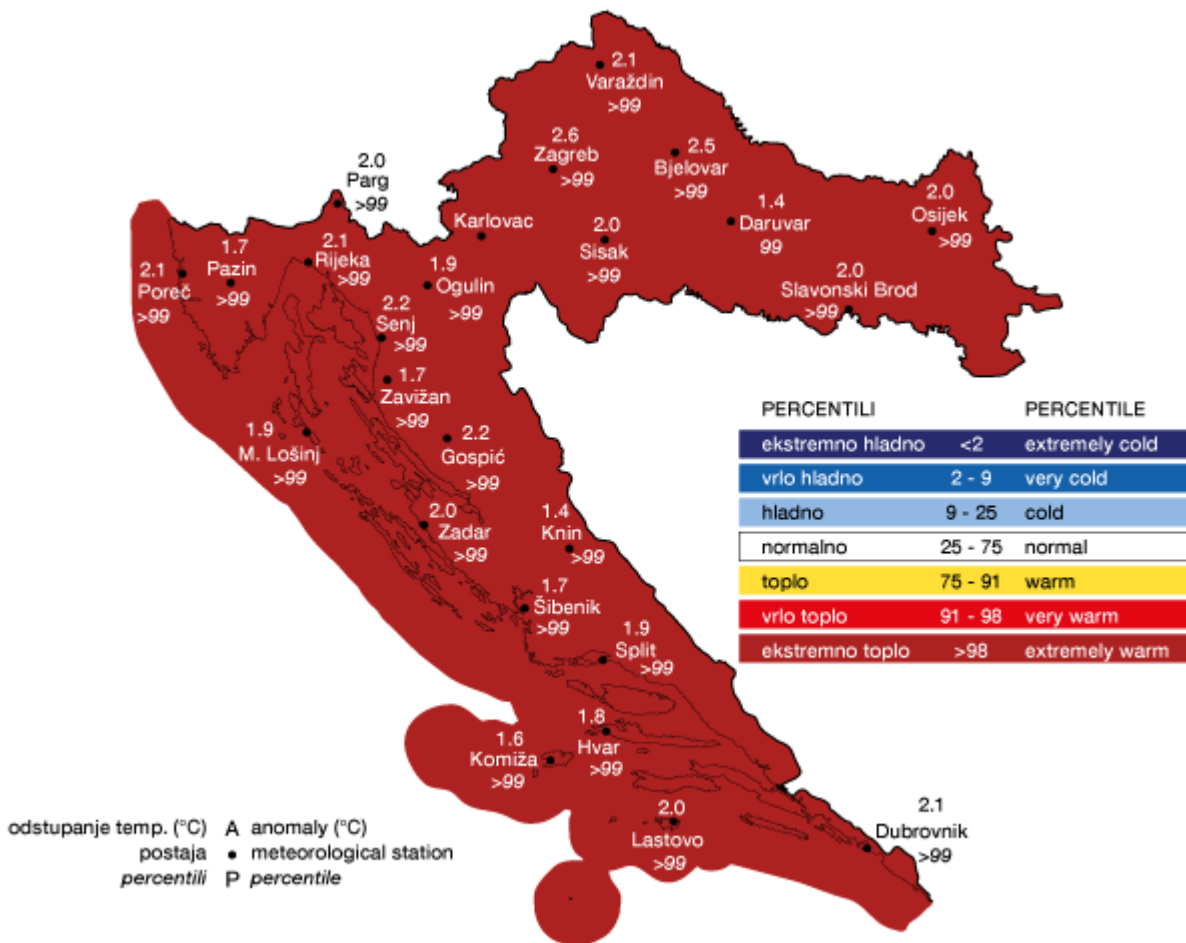 2.1
Varaždin
>99
2.6
Zagreb
>99
2.5
Bjelovar
>99
2.0
Parg
>99
1.4
Daruvar
99
2.0
Osijek
>99
Karlovac
2.0
Sisak
>99
2.1
Poreč
>99
1.7
Pazin
>99
2.1
Rijeka
>99
1.9
Ogulin
>99
2.0
Slavonski Brod
>99
2.2
Senj
>99
1.7
Zavižan
>99
1.9
M. Lošinj
>99
2.2
Gospić
>99
2.0
Zadar
>99
1.4
Knin
>99
1.7
Šibenik
>99
1.9
Split
>99
1.8
Hvar
>99
1.6
Komiža
>99
2.0
Lastovo
>99
2.1
Dubrovnik
>99
PERCENTILI PERCENTILE
ekstremno hladno <2 extremely cold
vrlo hladno 2 - 9 very cold
hladno 9 - 25 cold
normalno 25 - 75 normal
toplo 75 - 91 warm
vrlo toplo 91 - 98 very warm
ekstremno toplo >98 extremely warm
odstupanje temp. (°C) A anomaly (°C)
postaja • meteorological station
percentili P percentile